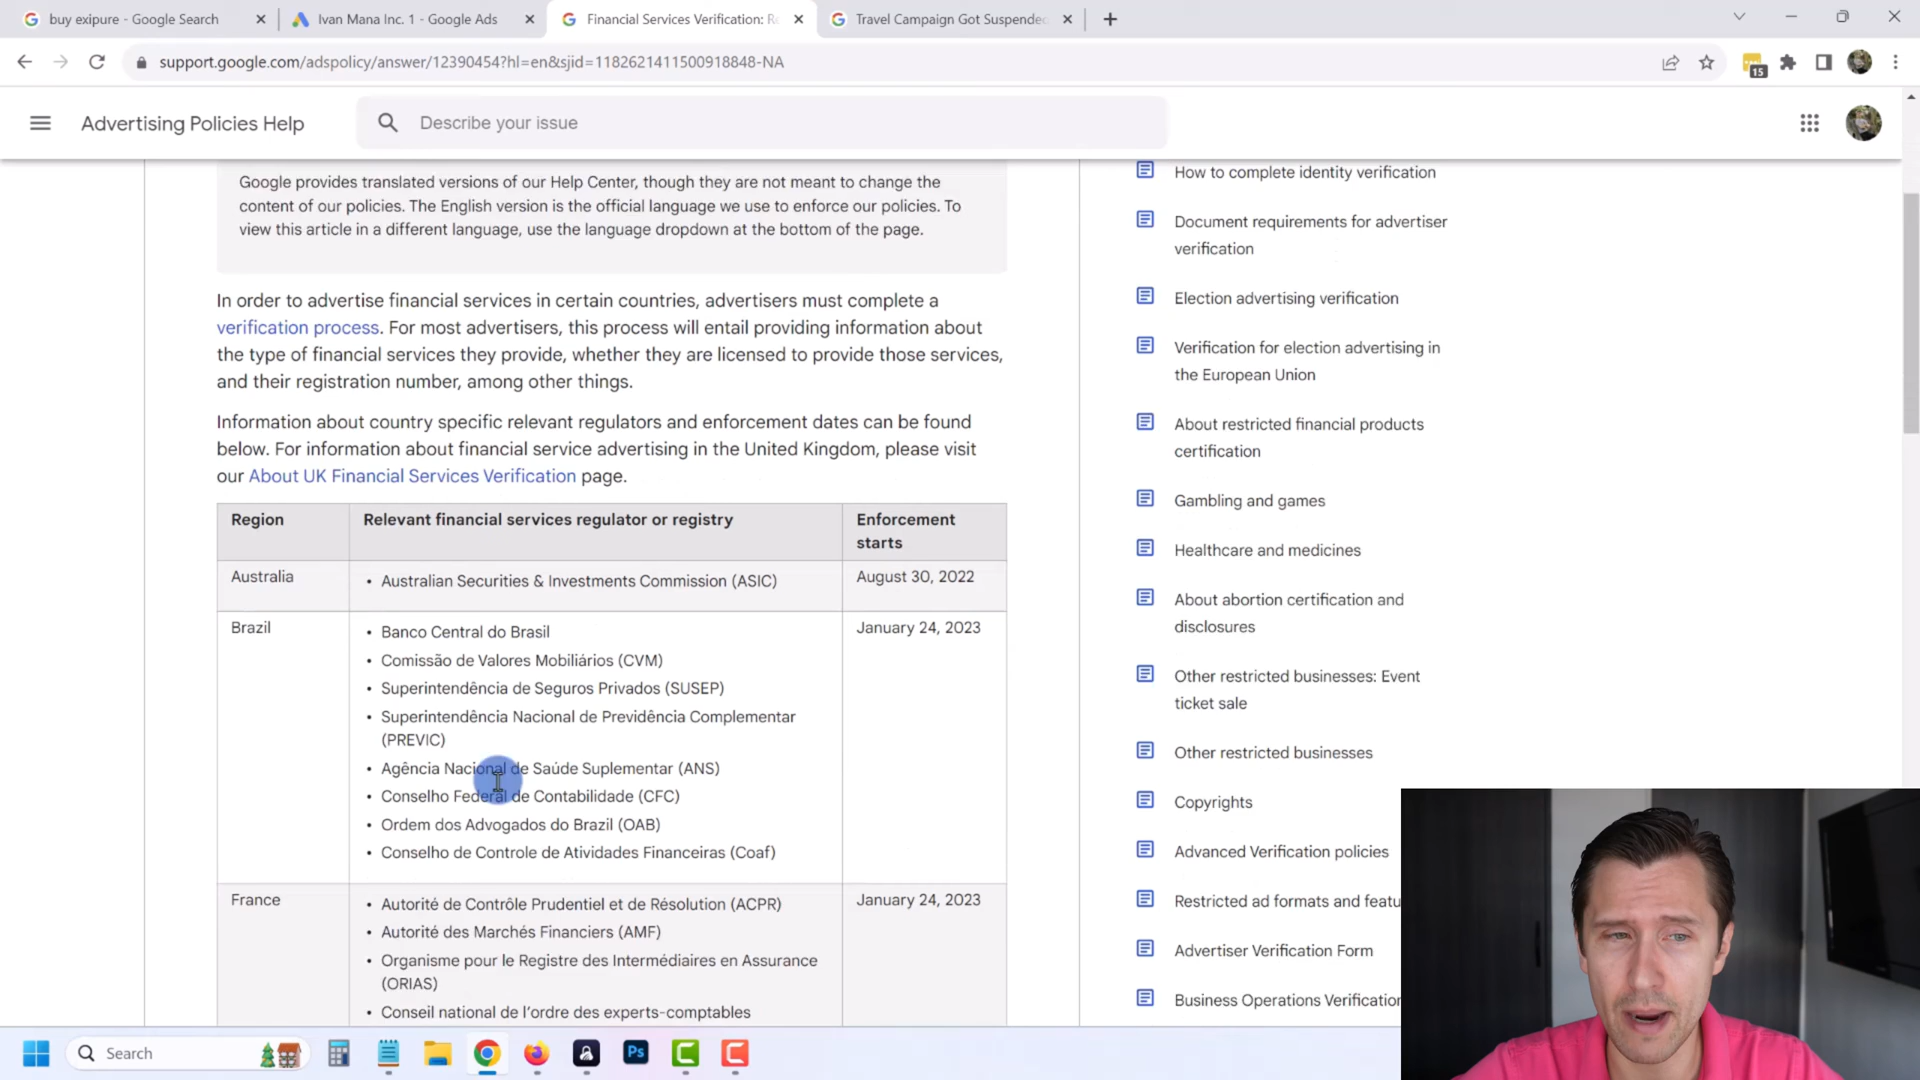 buy exipure - Google Search
Ivan Mana Inc. 1 - Google Ads
Financial Services Verification: R
Travel Campaign Got Suspended
support.google.com/adspolicy/answer/12390454?hl=en&sjid=11826214115009188848-NA
15
Advertising Policies Help
Describe your issue
Google provides translated versions of our Help Center, though they are not meant to change the
content of our policies. The English version is the official language we use to enforce our policies. To
view this article in a different language, use the language dropdown at the bottom of the page.
In order to advertise financial services in certain countries, advertisers must complete a
verification process. For most advertisers, this process will entail providing information about
the type of financial services they provide, whether they are licensed to provide those services,
and their registration number, among other things.
Information about country specific relevant regulators and enforcement dates can be found
below. For information about financial service advertising in the United Kingdom, please visit
our About UK Financial Services Verification page.
Region
Relevant financial services regulator or registry
Enforcement
starts
Australia
• Australian Securities & Investments Commission (ASIC)
August 30, 2022
Brazil
• Banco Central do Brasil
January 24, 2023
• Comissão de Valores Mobiliários (CVM)
• Superintendência de Seguros Privados (SUSEP)
• Superintendência Nacional de Previdência Complementar
(PREVIC)
• Agência Nacional de Saúde Suplementar (ANS)
• Conselho Federal de Contabilidade (CFC)
• Ordem dos Advogados do Brazil (OAB)
• Conselho de Controle de Atividades Financeiras (Coaf)
France
• Autorité de Contrôle Prudentiel et de Résolution (ACPR)
January 24, 2023
• Autorité des Marchés Financiers (AMF)
• Organisme pour le Registre des Intermédiaires en Assurance
(ORIAS)
• Conseil national de l'ordre des experts-comptables
How to complete identity verification
Document requirements for advertiser
verification
Election advertising verification
Verification for election advertising in
the European Union
About restricted financial products
certification
Gambling and games
Healthcare and medicines
About abortion certification and
disclosures
Other restricted businesses: Event
ticket sale
Other restricted businesses
Copyrights
Advanced Verification policies
Restricted ad formats and featu
Advertiser Verification Form
Business Operations Verification
Search
Ps